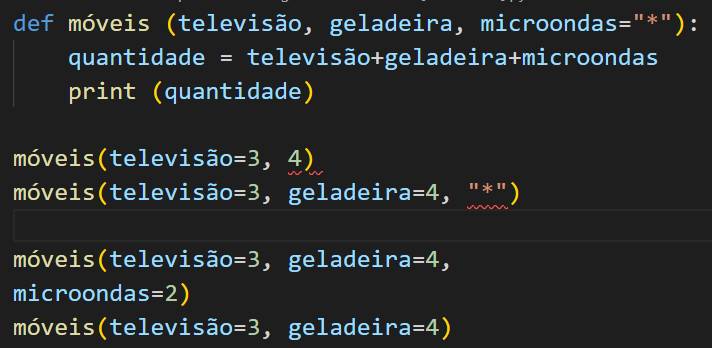 def móveis (televisão, geladeira, microondas="*"):
    quantidade = televisão+geladeira+microondas
    print (quantidade)
móveis(televisão=3, 4)
móveis(televisão=3, geladeira=4, "*")
móveis(televisão=3, geladeira=4,
microondas=2)
móveis(televisão=3, geladeira=4)